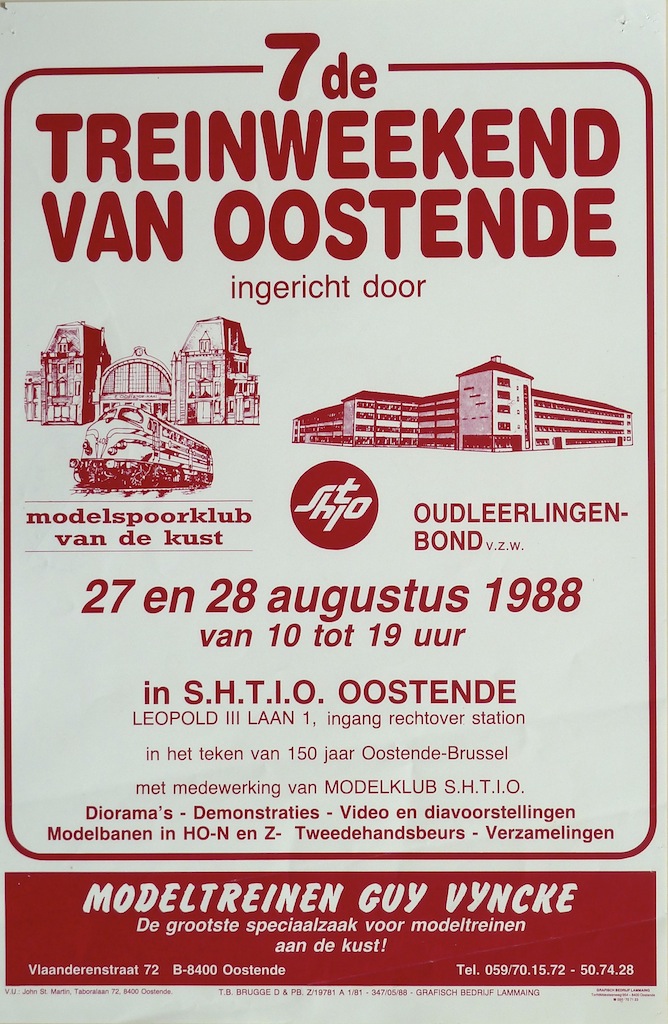 7de
TREINWEEKEND
VAN OOSTENDE
ingericht door
modelspoorklub
van de kust
shtio
OUDLEERLINGEN-
BOND v.z.w.
27 en 28 augustus 1988
van 10 tot 19 uur
in S.H.T.I.O. OOSTENDE
LEOPOLD III LAAN 1, ingang rechtover station
in het teken van 150 jaar Oostende-Brussel
met medewerking van MODELKLUB S.H.T.I.O.
Diorama's - Demonstraties - Video en diavoorstellingen
Modelbanen in HO-N en Z- Tweedehandsbeurs - Verzamelingen
MODELTREINEN GUY VYNCKE
De grootste speciaalzaak voor modeltreinen
aan de kust!
Vlaanderenstraat 72 B-8400 Oostende Tel. 059/70.15.72 - 50.74.28
V.U.: John St. Martin, Taboralaan 72, 8400 Oostende. T.B. BRUGGE D & PB. Z/19781 A 1/81 - 347/05/88 - GRAFISCH BEDRIJF LAMMAING
GRAFISCH BEDRIJF LAMMAING